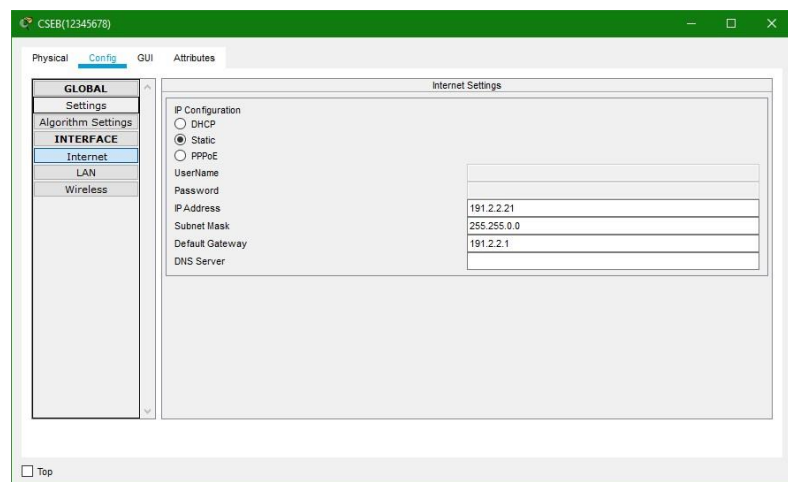 CSEB(12345678)
Physical Config GUI Attributes
GLOBAL
Settings
Algorithm Settings
INTERFACE
Internet
LAN
Wireless
Internet Settings
IP Configuration
DHCP
Static
PPPoE
UserName
Password
IP Address 191.2.2.21
Subnet Mask 255.255.0.0
Default Gateway 191.2.2.1
DNS Server
Top